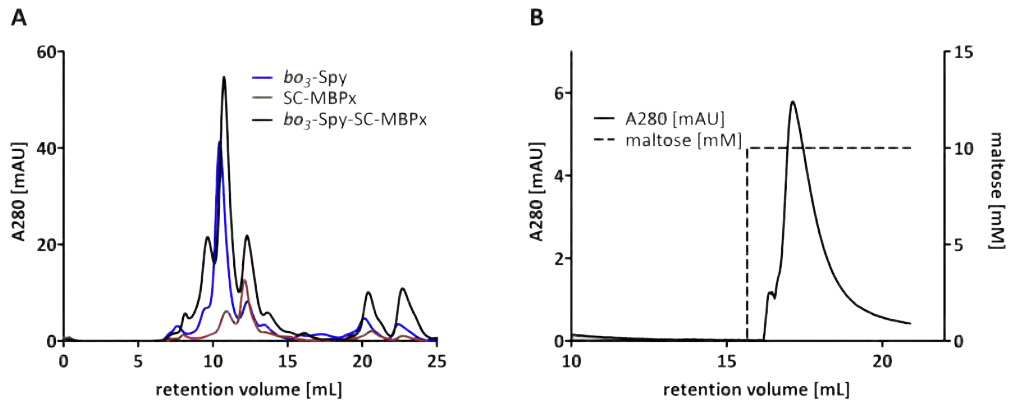 A
60
40
20
0
A280 [mAU]
bo3-Spy
SC-MBPx
bo3-Spy-SC-MBPx
0 5 10 15 20 25
retention volume [mL]
B
6
4
2
0
A280 [mAU]
A280 [mAU]
maltose [mM]
15
10
5
0
maltose [mM]
10 15 20
retention volume [mL]